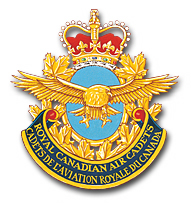 ROYAL CANADIAN AIR CADETS
CADETS DE L'AVIATION ROYALE DU CANADA